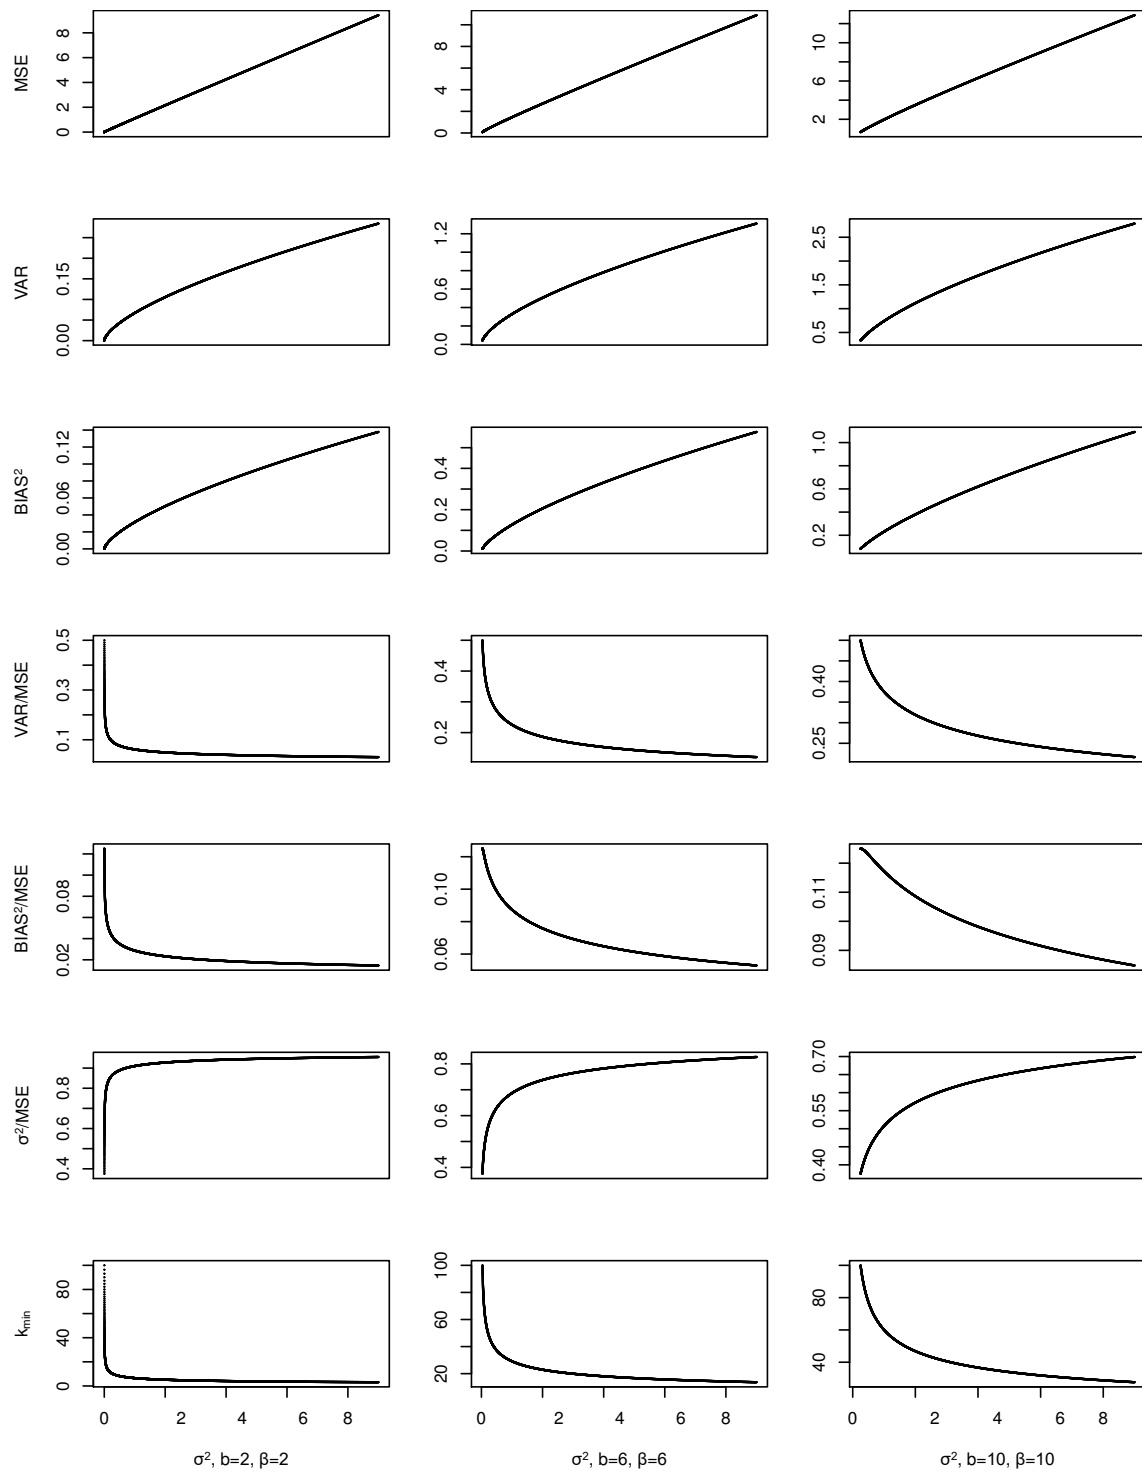 MSE
0 2 4 6 8
0 4 8
2 6 10
VAR
0.00 0.15
0.0 0.6 1.2
0.5 1.5 2.5
BIAS²
0.00 0.06 0.12
0.0 0.2 0.4
0.2 0.6 1.0
VAR/MSE
0.1 0.3 0.5
0.2 0.4
0.25 0.40
BIAS²/MSE
0.02 0.08
0.06 0.10
0.09 0.11
σ²/MSE
0.4 0.6 0.8
0.4 0.6 0.8
0.40 0.55 0.70
kmin
0 40 80
20 60 100
40 80
0 2 4 6 8
0 2 4 6 8
0 2 4 6 8
σ², b=2, β=2
σ², b=6, β=6
σ², b=10, β=10